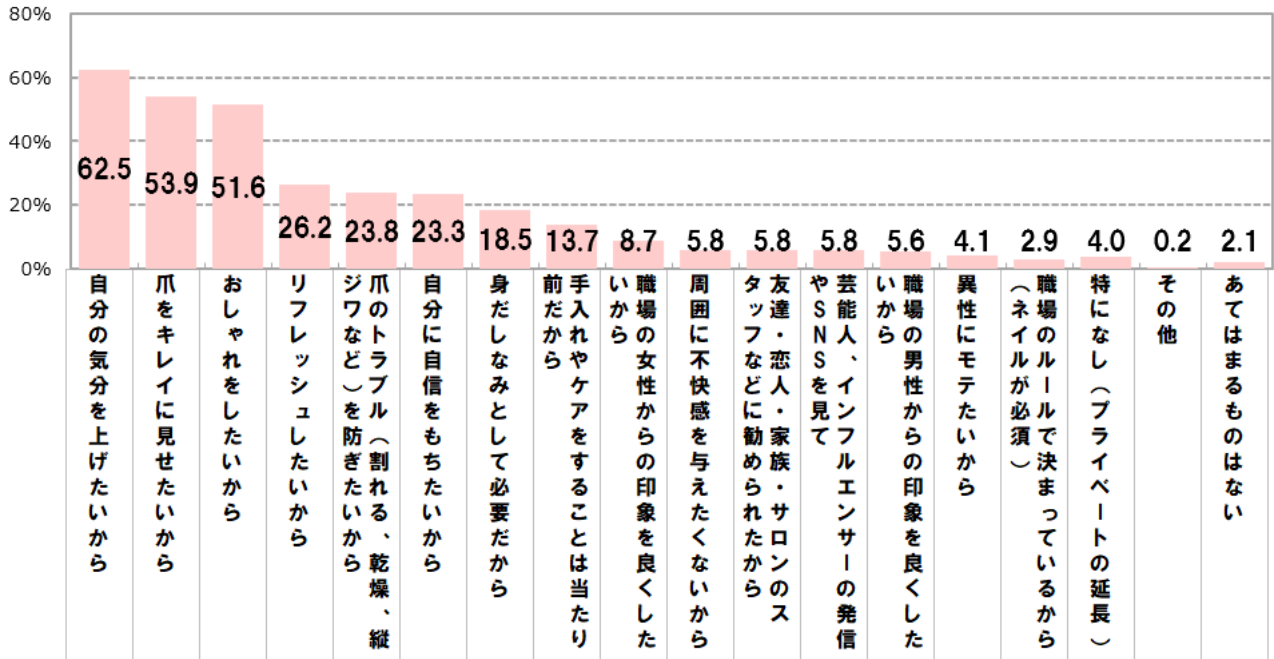 80%
60%
40%
20%
0%
62.5
53.9
51.6
26.2
23.8
23.3
18.5
13.7
8.7
5.8
5.8
5.8
5.6
4.1
2.9
4.0
0.2
2.1
自分の気分を上げたいから
爪をキレイに見せたいから
おしゃれをしたいから
リフレッシュしたいから
爪のトラブル（割れる、乾燥、縦
ジワなど）を防ぎたいから
自分に自信をもちたいから
身だしなみとして必要だから
手入れやケアをすることは当たり
前だから
職場の女性からの印象を良くした
いから
周囲に不快感を与えたくないから
友達・恋人・家族・サロンのス
タッフなどに勧められたから
芸能人、インフルエンサーの発信
やSNSを見て
職場の男性からの印象を良くした
いから
異性にモテたいから
職場のルールで決まっているから
（ネイルが必須）
特になし（プライベートの延長）
その他
あてはまるものはない